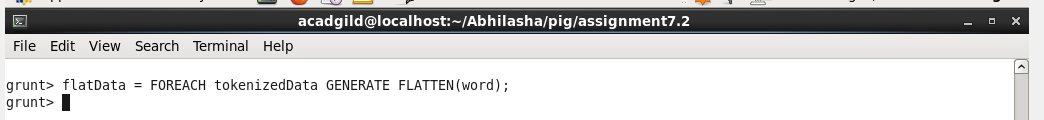 acadgild@localhost:~/Abhilasha/pig/assignment7.2
File Edit View Search Terminal Help
grunt> flatData = FOREACH tokenizedData GENERATE FLATTEN(word);
grunt>